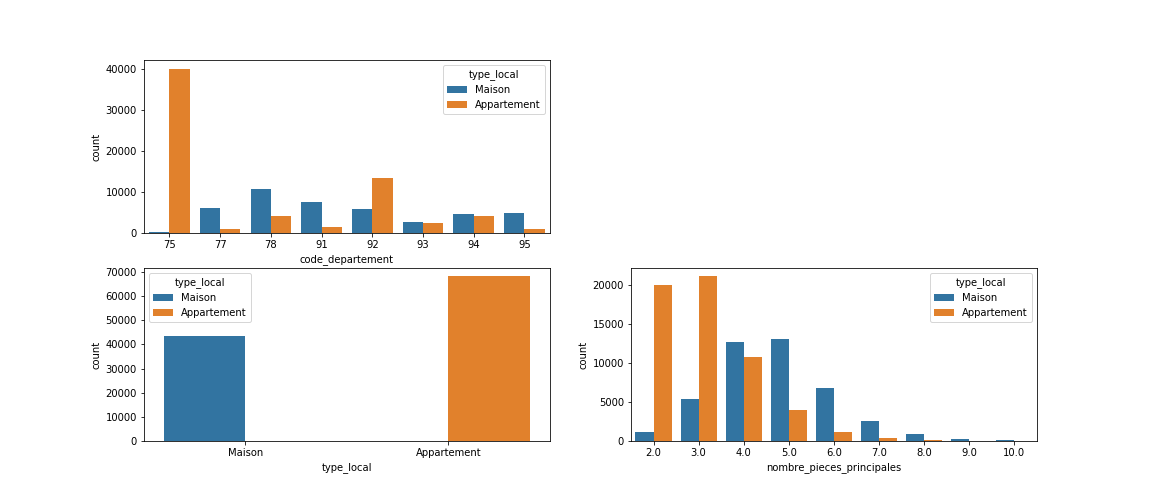 type_local
Maison
Appartement
40000
30000
20000
10000
0
count
75 77 78 91 92 93 94 95
code_departement
type_local
Maison
Appartement
70000
60000
50000
40000
30000
20000
10000
0
count
Maison Appartement
type_local
type_local
Maison
Appartement
20000
15000
10000
5000
0
count
2.0 3.0 4.0 5.0 6.0 7.0 8.0 9.0 10.0
nombre_pieces_principales